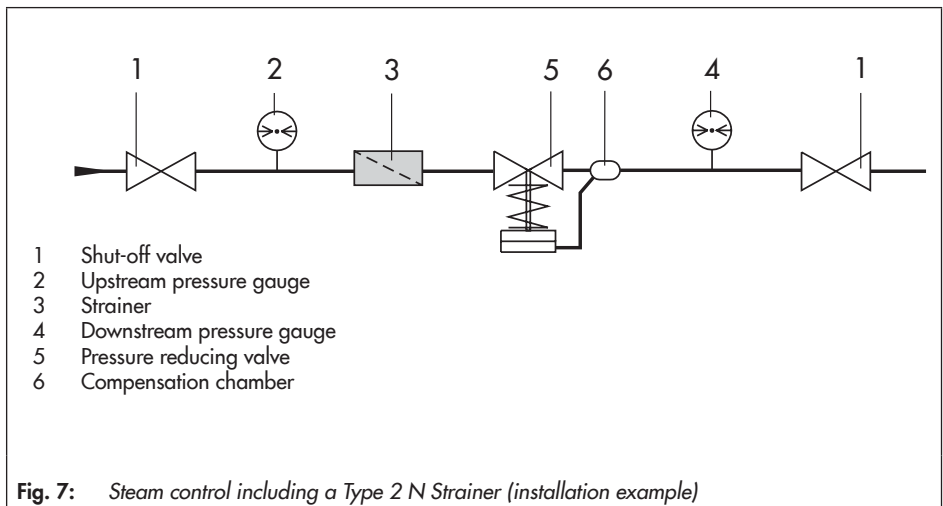 1 2 3 5 6 4 1
1 Shut-off valve
2 Upstream pressure gauge
3 Strainer
4 Downstream pressure gauge
5 Pressure reducing valve
6 Compensation chamber
Fig. 7: Steam control including a Type 2 N Strainer (installation example)